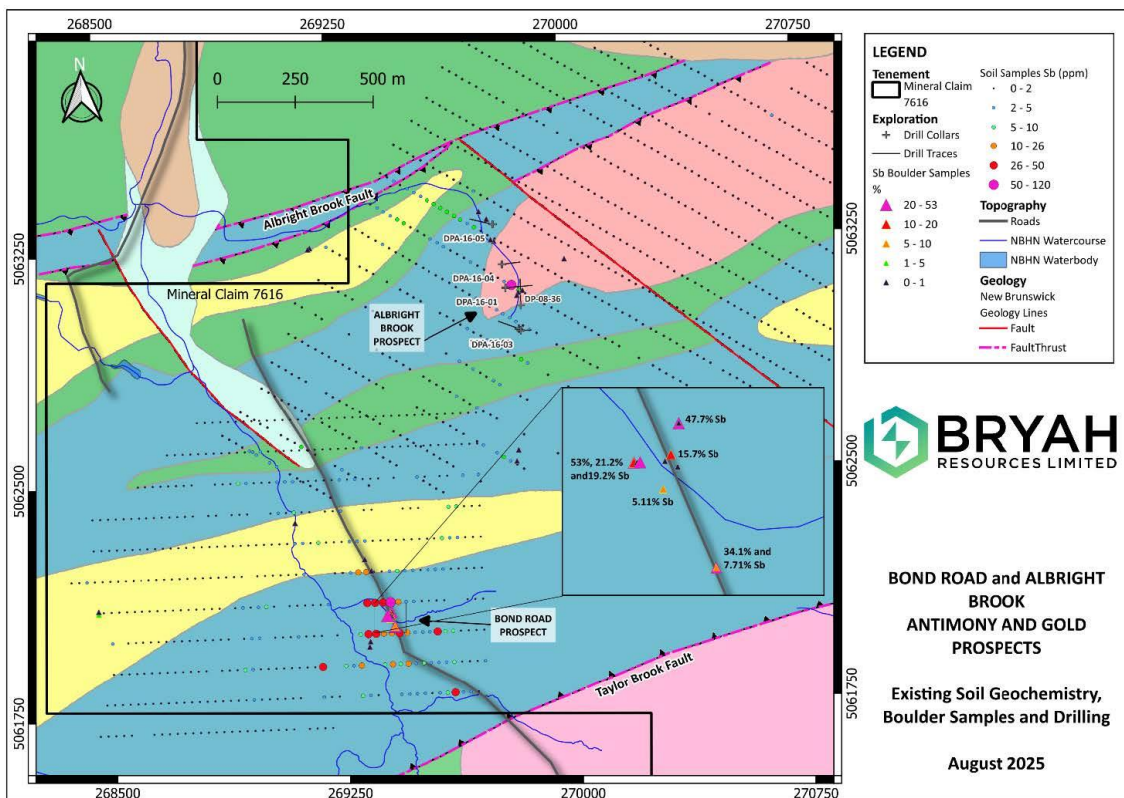 268500
269250
270000
270750
N
0 250 500 m
5063250
5062500
5061750
5063250
5062500
5061750
Albright Brook Fault
Mineral Claim 7616
DPA-16-05
DPA-16-04
DPA-16-01
DP-08-36
DPA-16-03
ALBRIGHT
BROOK
PROSPECT
47.7% Sb
15.7% Sb
53%, 21.2%
and19.2% Sb
5.11% Sb
34.1% and
7.71% Sb
BOND ROAD
PROSPECT
Taylor Brook Fault
268500
269250
270000
270750
LEGEND
Tenement
Mineral Claim
7616
Exploration
Drill Collars
Drill Traces
Sb Boulder Samples
%
20 - 53
10 - 20
5 - 10
1 - 5
0 - 1
Soil Samples Sb (ppm)
0 - 2
2 - 5
5 - 10
10 - 26
26 - 50
50 - 120
Topography
Roads
NBHN Watercourse
NBHN Waterbody
Geology
New Brunswick
Geology Lines
Fault
FaultThrust
BRYAH
RESOURCES LIMITED
BOND ROAD and ALBRIGHT
BROOK
ANTIMONY AND GOLD
PROSPECTS
Existing Soil Geochemistry,
Boulder Samples and Drilling
August 2025